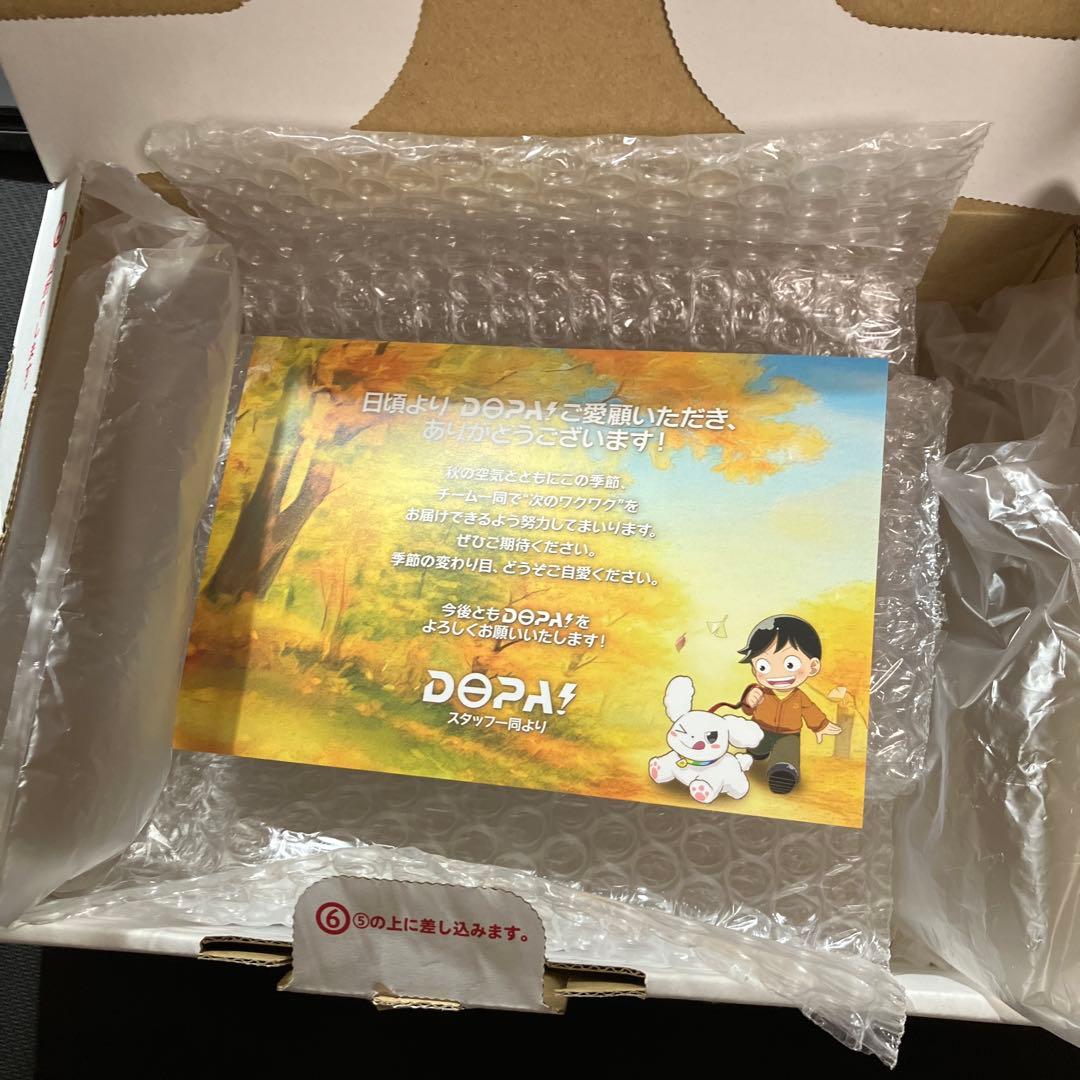 日頃より DOPA! ご愛顧いただき、
ありがとうございます!
秋の空気とともにこの季節、
チーム一同で"次のワクワク"を
お届けできるよう努力してまいります。
ぜひご期待ください。
季節の変わり目、どうぞご自愛ください。
今後ともDOPA!を
よろしくお願いいたします!
DOPA!
スタッフ一同より
⑥⑤の上に差し込みます。